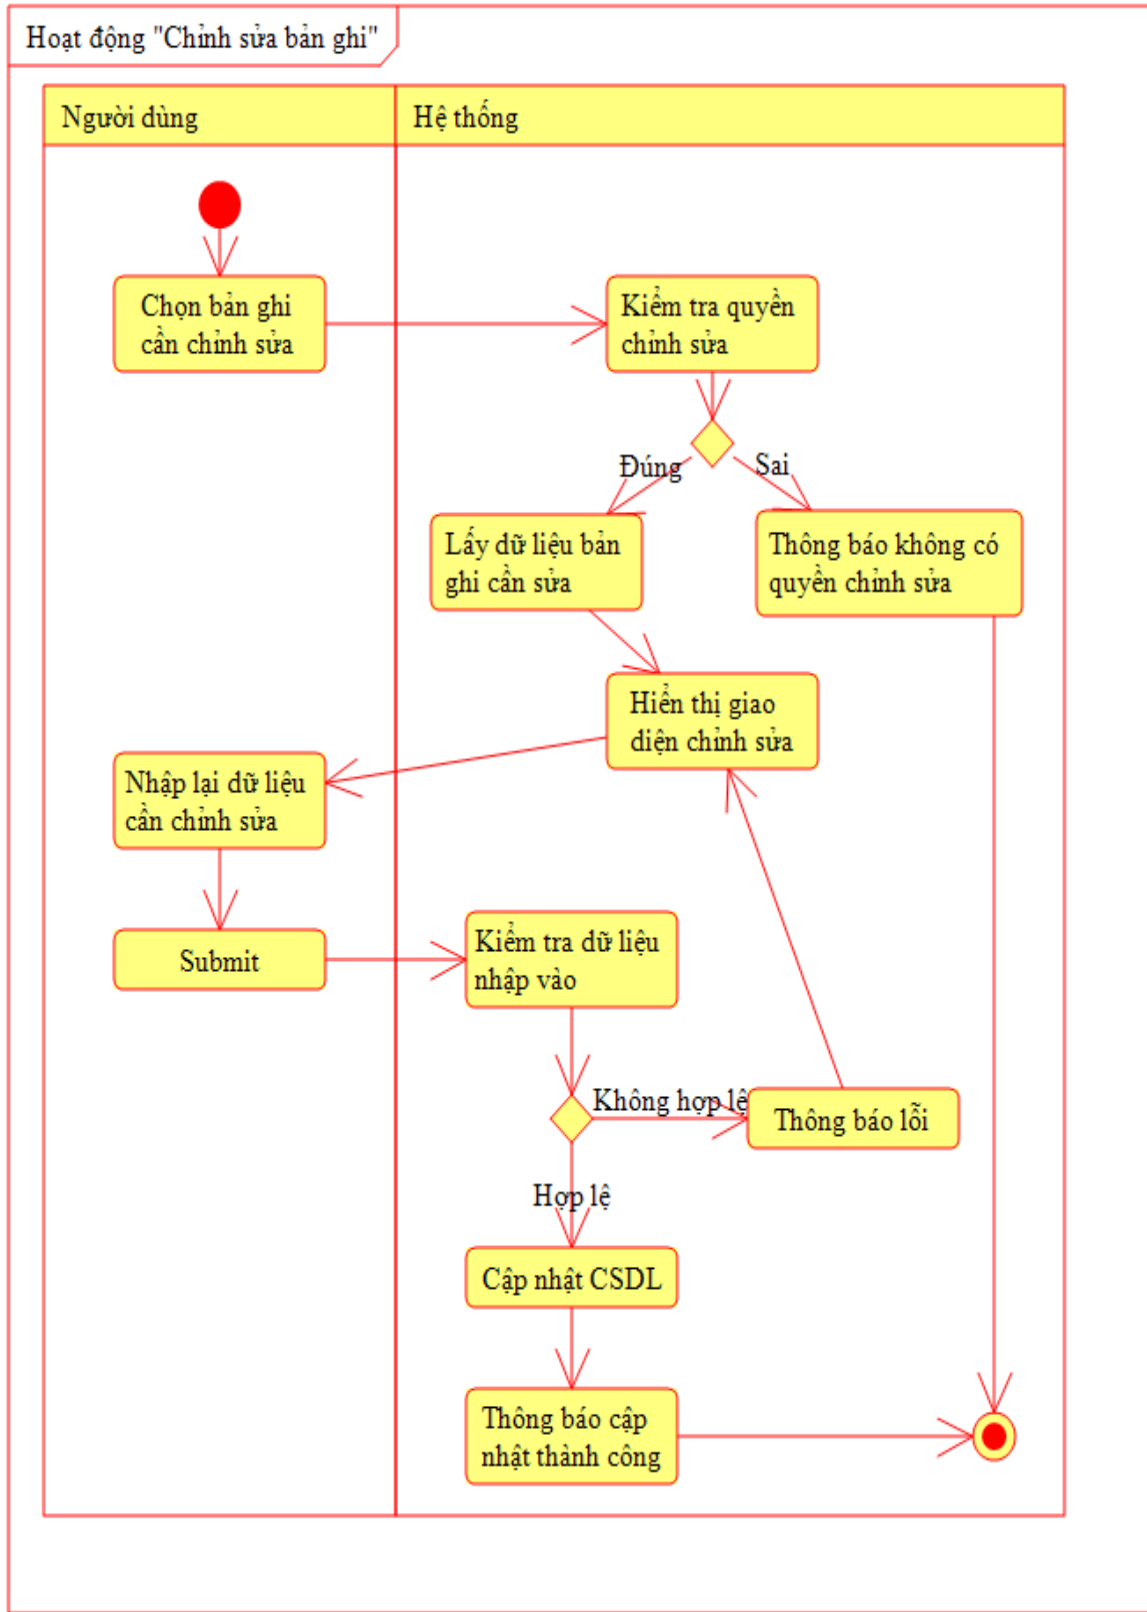 Hoạt động "Chỉnh sửa bản ghi"
Người dùng
Hệ thống
Chọn bản ghi
cần chỉnh sửa
Kiểm tra quyền
chỉnh sửa
Đúng
Sai
Lấy dữ liệu bản
ghi cần sửa
Thông báo không có
quyền chỉnh sửa
Hiển thị giao
diện chỉnh sửa
Nhập lại dữ liệu
cần chỉnh sửa
Submit
Kiểm tra dữ liệu
nhập vào
Không hợp lệ
Thông báo lỗi
Hợp lệ
Cập nhật CSDL
Thông báo cập
nhật thành công